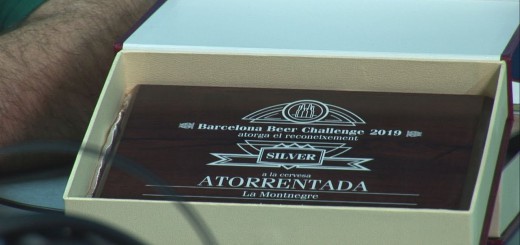 Barcelona Beer Challenge 2019
atorga el reconeixement
SILVER
a la cervesa
ATORRENTADA
La Montnegre